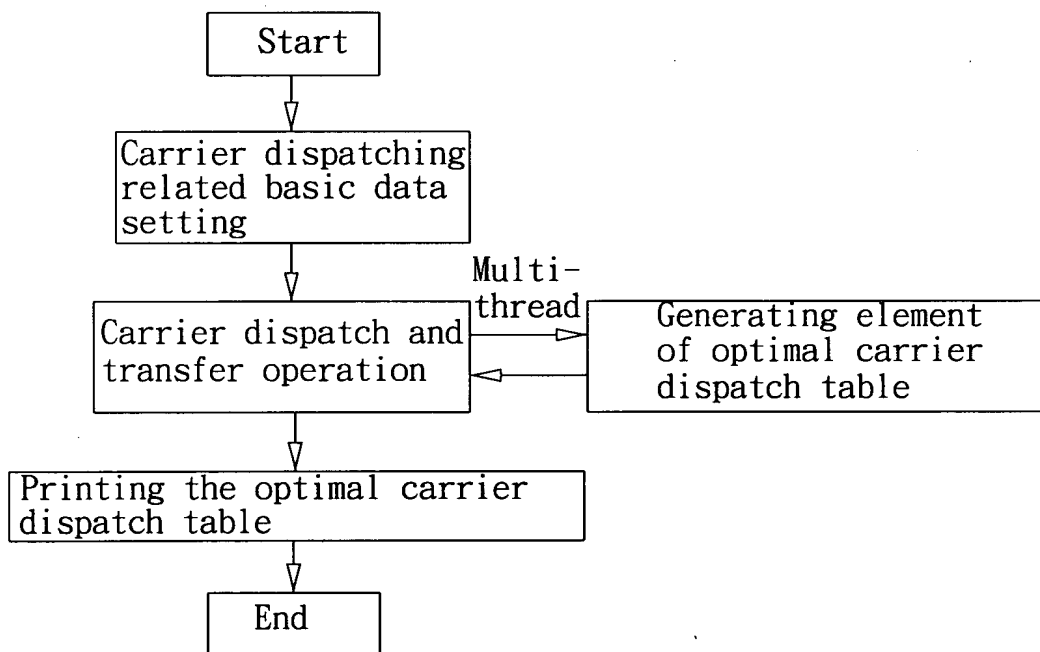 Start
Carrier dispatching
related basic data
setting
Multi-
thread
Carrier dispatch and
transfer operation
Generating element
of optimal carrier
dispatch table
Printing the optimal carrier
dispatch table
End